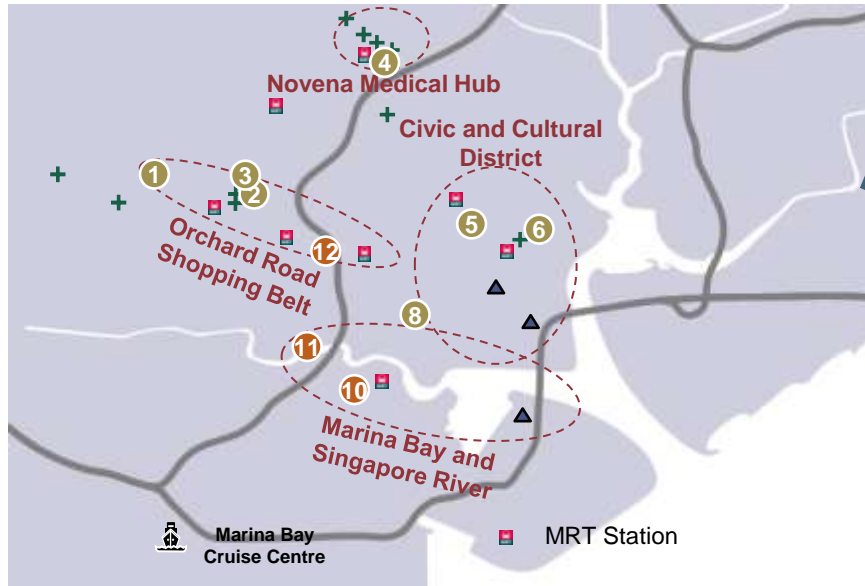 4
Novena Medical Hub
Civic and Cultural
District
1
3
2
5
6
Orchard Road
Shopping Belt
12
8
11
10
Marina Bay and
Singapore River
Marina Bay
Cruise Centre
MRT Station